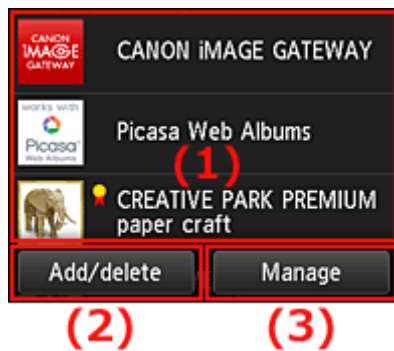 CANON
iMAGE
GATEWAY
CANON iMAGE GATEWAY
works with
Picasa
Web Albums
Picasa Web Albums
(1)
CREATIVE PARK PREMIUM
paper craft
Add/delete
Manage
(2)
(3)